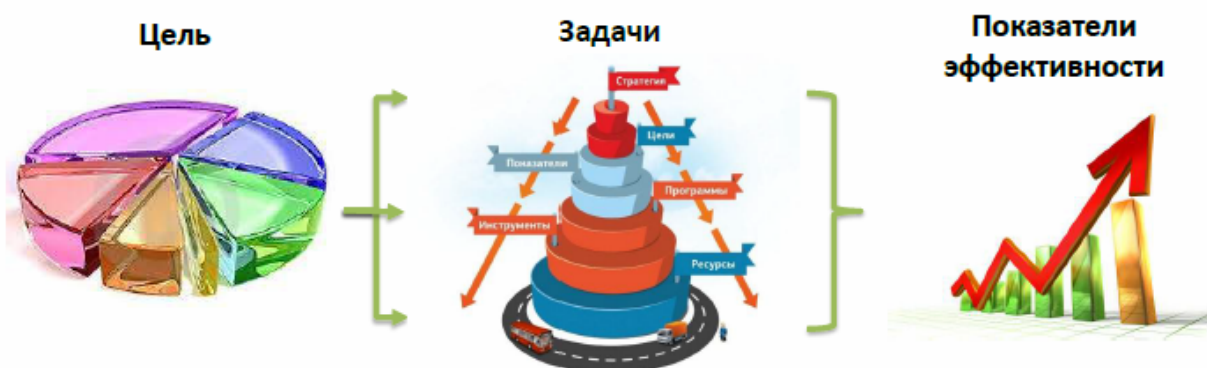 Цель
Задачи
Показатели
эффективности
Стратегия
Цели
Показатели
Программы
Инструменты
Ресурсы